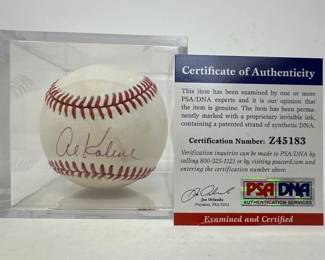 Al Kaline
Certificate of Authenticity
This item has been examined by one or more
PSA/DNA experts and it is our opinion that
the item is genuine. The item has been
permanently marked with a proprietary invisible ink,
containing a patented strand of synthetic DNA.
Certification Number: Z45183
Verification inquiries can be made to PSA/DNA by
calling 800-325-1121 or by visiting psacard.com and
entering the certification number above.
Joe Orlando
President, PSA/DNA
PSA DNA
AUTHENTICATION SERVICES
Examined and Certified